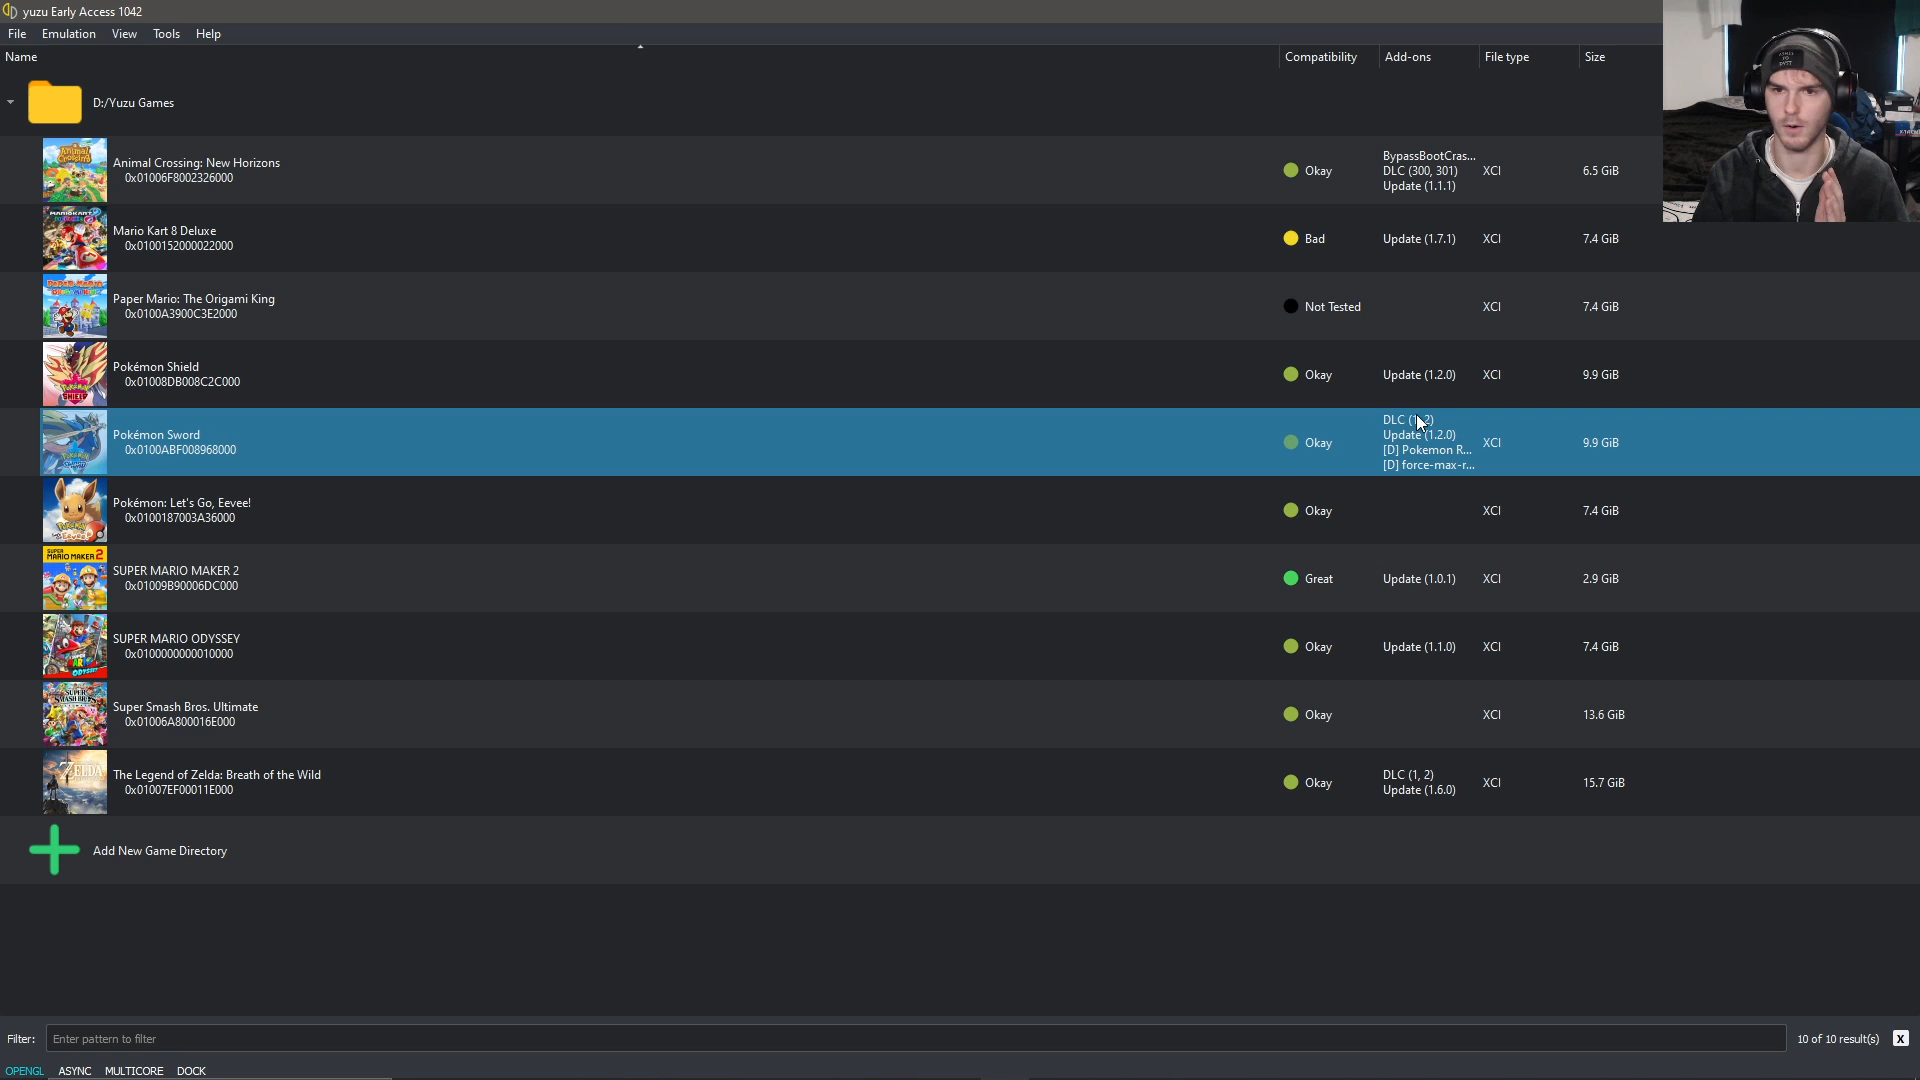 yuzu Early Access 1042
File Emulation View Tools Help
Name Compatibility Add-ons File type Size
D:/Yuzu Games
Animal Crossing: New Horizons
0x01006F8002326000
Okay
BypassBootCras...
DLC (300, 301)
Update (1.1.1)
XCI
6.5 GiB
Mario Kart 8 Deluxe
0x0100152000022000
Bad
Update (1.7.1)
XCI
7.4 GiB
Paper Mario: The Origami King
0x0100A3900C3E2000
Not Tested
XCI
7.4 GiB
Pokémon Shield
0x01008DB008C2C000
Okay
Update (1.2.0)
XCI
9.9 GiB
Pokémon Sword
0x0100ABF008968000
Okay
DLC (1, 2)
Update (1.2.0)
[D] Pokemon R...
[D] force-max-r...
XCI
9.9 GiB
Pokémon: Let's Go, Eevee!
0x0100187003A36000
Okay
XCI
7.4 GiB
SUPER MARIO MAKER 2
0x01009B90006DC000
Great
Update (1.0.1)
XCI
2.9 GiB
SUPER MARIO ODYSSEY
0x0100000000010000
Okay
Update (1.1.0)
XCI
7.4 GiB
Super Smash Bros. Ultimate
0x01006A800016E000
Okay
XCI
13.6 GiB
The Legend of Zelda: Breath of the Wild
0x01007EF00011E000
Okay
DLC (1, 2)
Update (1.6.0)
XCI
15.7 GiB
Add New Game Directory
Filter: Enter pattern to filter 10 of 10 result(s) X
OPENGL ASYNC MULTICORE DOCK